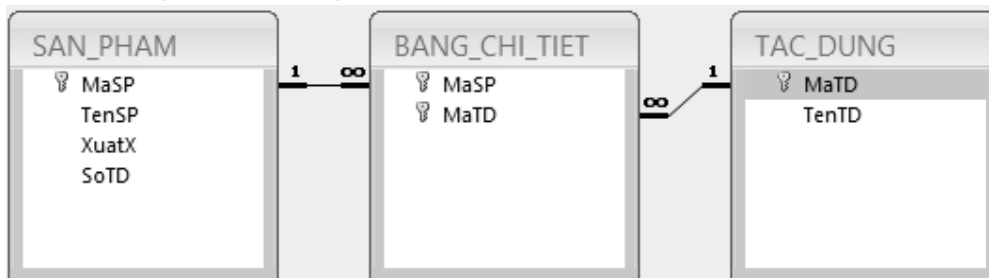 SAN_PHAM
MaSP
TenSP
XuatX
SoTD
1 ∞
BANG_CHI_TIET
MaSP
MaTD
∞ 1
TAC_DUNG
MaTD
TenTD